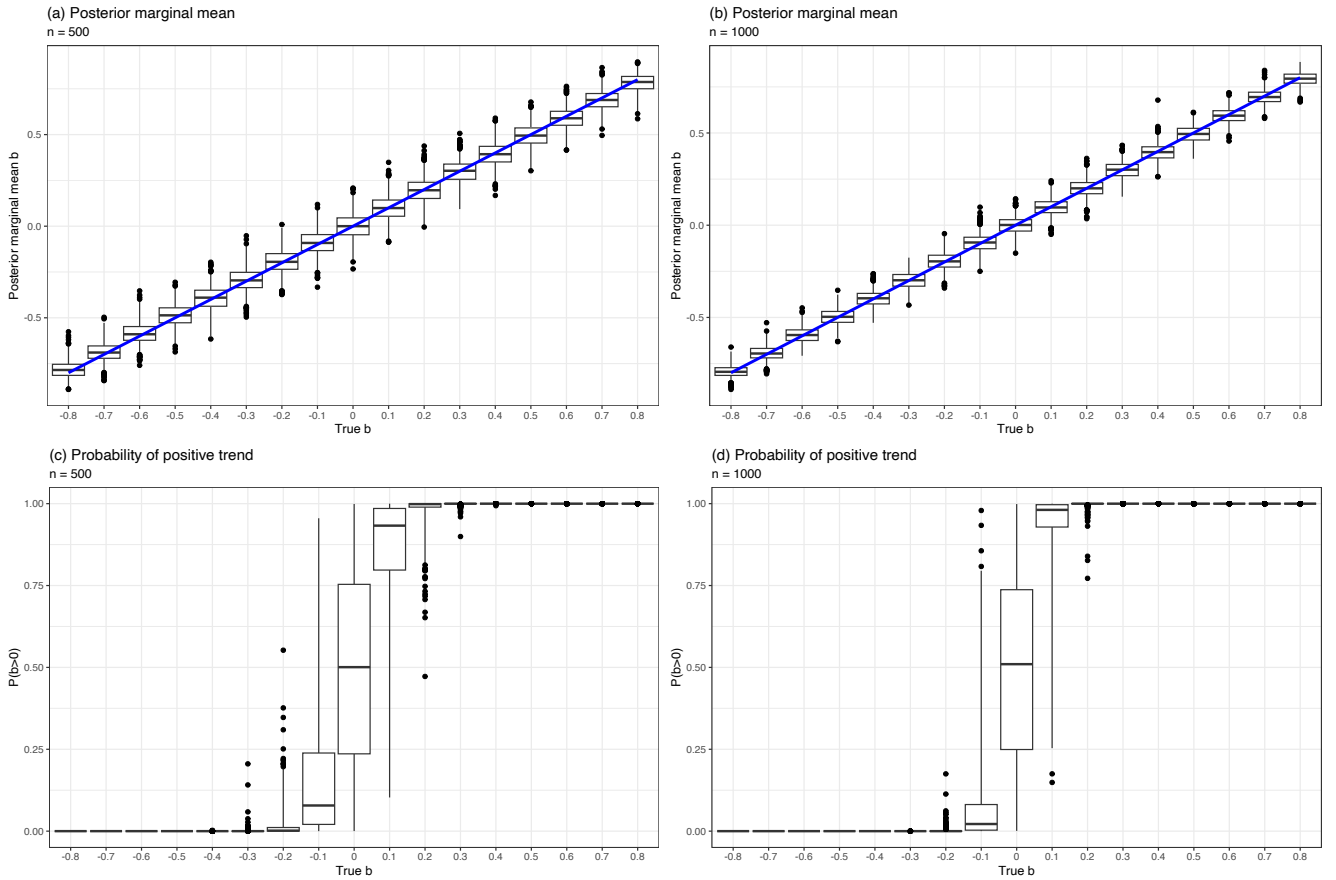 (a) Posterior marginal mean
n = 500
Posterior marginal mean b
0.5
0.0
-0.5
-0.8 -0.7 -0.6 -0.5 -0.4 -0.3 -0.2 -0.1 0 0.1 0.2 0.3 0.4 0.5 0.6 0.7 0.8
True b
(b) Posterior marginal mean
n = 1000
Posterior marginal mean b
0.5
0.0
-0.5
-0.8 -0.7 -0.6 -0.5 -0.4 -0.3 -0.2 -0.1 0 0.1 0.2 0.3 0.4 0.5 0.6 0.7 0.8
True b
(c) Probability of positive trend
n = 500
P(b>0)
1.00
0.75
0.50
0.25
0.00
-0.8 -0.7 -0.6 -0.5 -0.4 -0.3 -0.2 -0.1 0 0.1 0.2 0.3 0.4 0.5 0.6 0.7 0.8
True b
(d) Probability of positive trend
n = 1000
P(b>0)
1.00
0.75
0.50
0.25
0.00
-0.8 -0.7 -0.6 -0.5 -0.4 -0.3 -0.2 -0.1 0 0.1 0.2 0.3 0.4 0.5 0.6 0.7 0.8
True b